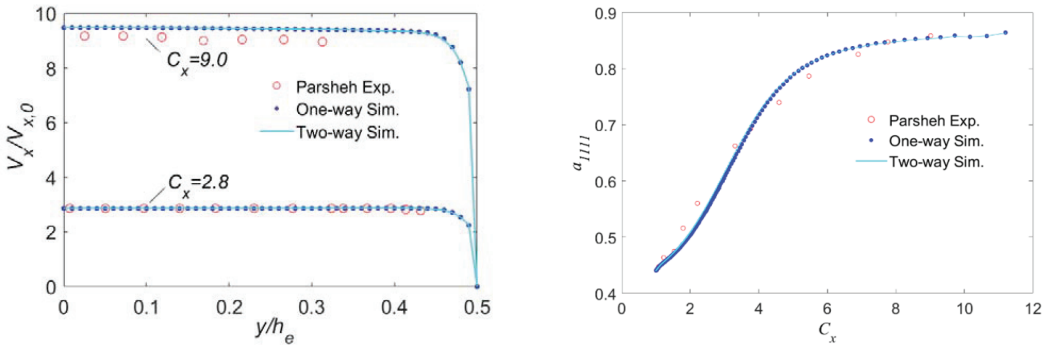 10
8
6
4
2
0
V_x/V_{x,0}
C_x=9.0
Parsheh Exp.
One-way Sim.
Two-way Sim.
C_x=2.8
0 0.1 0.2 0.3 0.4 0.5
y/h_e
0.9
0.8
0.7
0.6
0.5
0.4
a_{1111}
Parsheh Exp.
One-way Sim.
Two-way Sim.
0 2 4 6 8 10 12
C_x